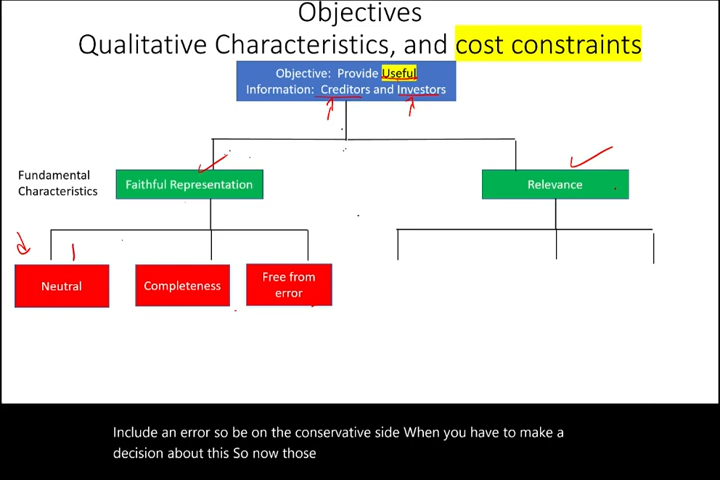 Objectives
Qualitative Characteristics, and cost constraints
Objective: Provide Useful
Information: Creditors and Investors
Fundamental
Characteristics
Faithful Representation
Relevance
Neutral
Completeness
Free from
error
Include an error so be on the conservative side When you have to make a
decision about this So now those